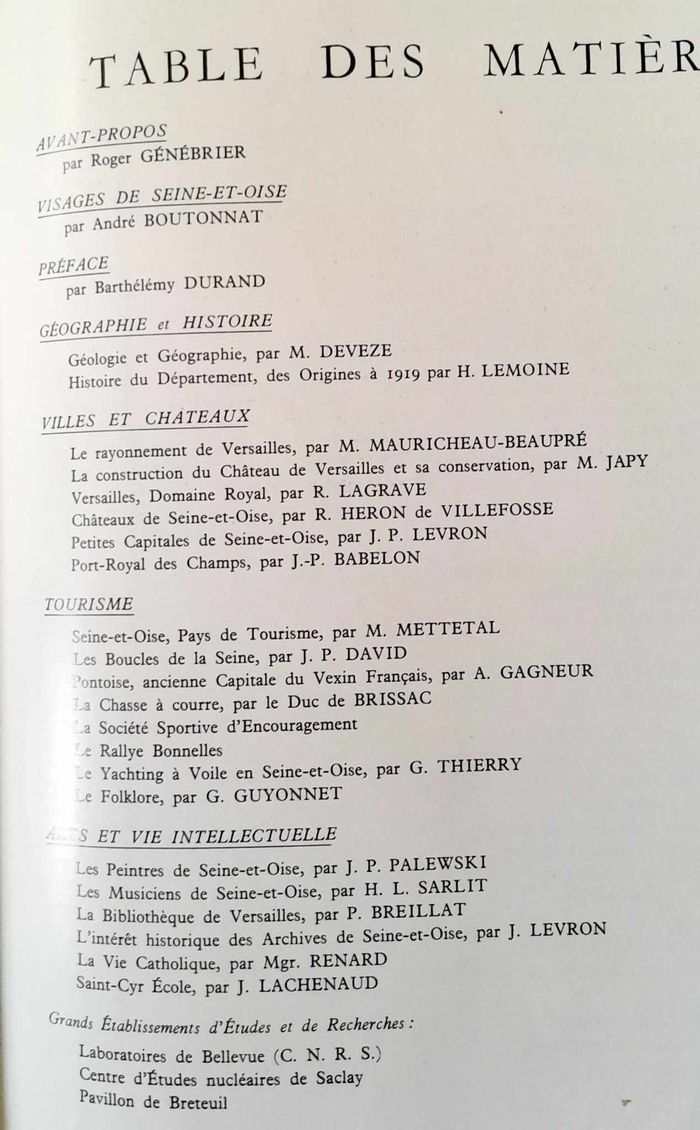 TABLE DES MATIÈR
AVANT-PROPOS
par Roger GÉNÉBRIER
VISAGES DE SEINE-ET-OISE
par André BOUTONNAT
PRÉFACE
par Barthélémy DURAND
GÉOGRAPHIE et HISTOIRE
Géologie et Géographie, par M. DEVEZE
Histoire du Département, des Origines à 1919 par H. LEMOINE
VILLES ET CHÂTEAUX
Le rayonnement de Versailles, par M. MAURICHEAU-BEAUPRÉ
La construction du Château de Versailles et sa conservation, par M. JAPY
Versailles, Domaine Royal, par R. LAGRAVE
Châteaux de Seine-et-Oise, par R. HERON de VILLEFOSSE
Petites Capitales de Seine-et-Oise, par J. P. LEVRON
Port-Royal des Champs, par J.-P. BABELON
TOURISME
Seine-et-Oise, Pays de Tourisme, par M. METTETAL
Les Boucles de la Seine, par J. P. DAVID
Pontoise, ancienne Capitale du Vexin Français, par A. GAGNEUR
La Chasse à courre, par le Duc de BRISSAC
La Société Sportive d'Encouragement
Le Rallye Bonnelles
Le Yachting à Voile en Seine-et-Oise, par G. THIERRY
Le Folklore, par G. GUYONNET
ARTS ET VIE INTELLECTUELLE
Les Peintres de Seine-et-Oise, par J. P. PALEWSKI
Les Musiciens de Seine-et-Oise, par H. L. SARLIT
La Bibliothèque de Versailles, par P. BREILLAT
L'intérêt historique des Archives de Seine-et-Oise, par J. LEVRON
La Vie Catholique, par Mgr. RENARD
Saint-Cyr École, par J. LACHENAUD
Grands Établissements d'Études et de Recherches :
Laboratoires de Bellevue (C. N. R. S.)
Centre d'Études nucléaires de Saclay
Pavillon de Breteuil